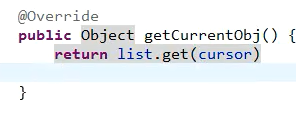 @Override
public Object getCurrentObj() {
return list.get(cursor)
}